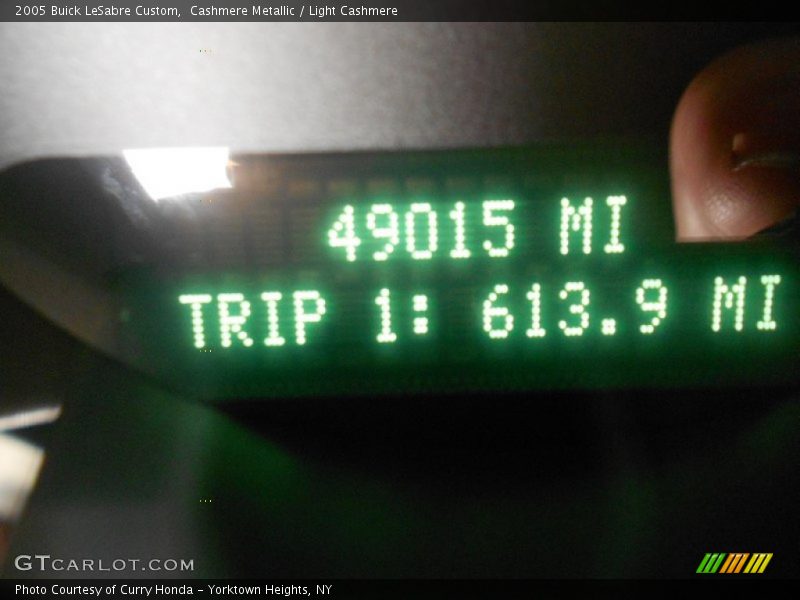 2005 Buick LeSabre Custom,  Cashmere Metallic / Light Cashmere
49015 MI
TRIP 1: 613.9 MI
GTCARLOT.COM
Photo Courtesy of Curry Honda - Yorktown Heights, NY